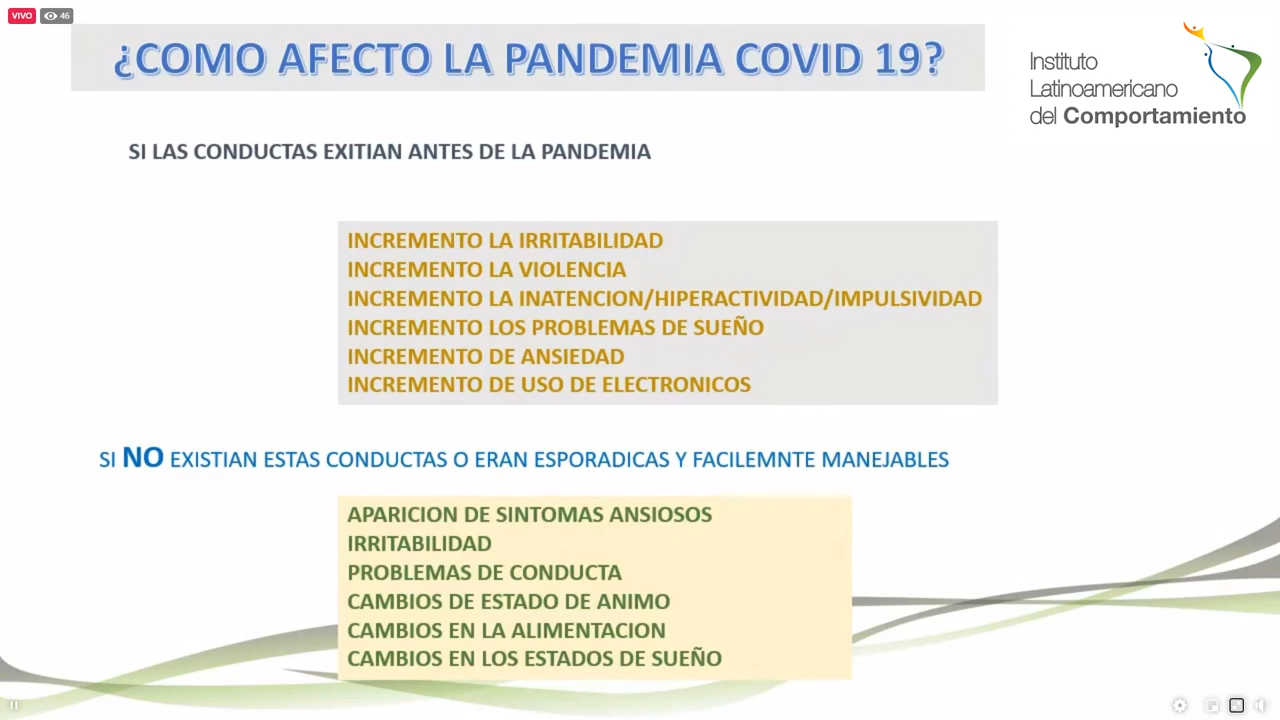 VIVO 46
¿COMO AFECTO LA PANDEMIA COVID 19?
Instituto
Latinoamericano
del Comportamiento
SI LAS CONDUCTAS EXITIAN ANTES DE LA PANDEMIA
INCREMENTO LA IRRITABILIDAD
INCREMENTO LA VIOLENCIA
INCREMENTO LA INATENCION/HIPERACTIVIDAD/IMPULSIVIDAD
INCREMENTO LOS PROBLEMAS DE SUEÑO
INCREMENTO DE ANSIEDAD
INCREMENTO DE USO DE ELECTRONICOS
SI NO EXISTIAN ESTAS CONDUCTAS O ERAN ESPORADICAS Y FACILEMNTE MANEJABLES
APARICION DE SINTOMAS ANSIOSOS
IRRITABILIDAD
PROBLEMAS DE CONDUCTA
CAMBIOS DE ESTADO DE ANIMO
CAMBIOS EN LA ALIMENTACION
CAMBIOS EN LOS ESTADOS DE SUEÑO